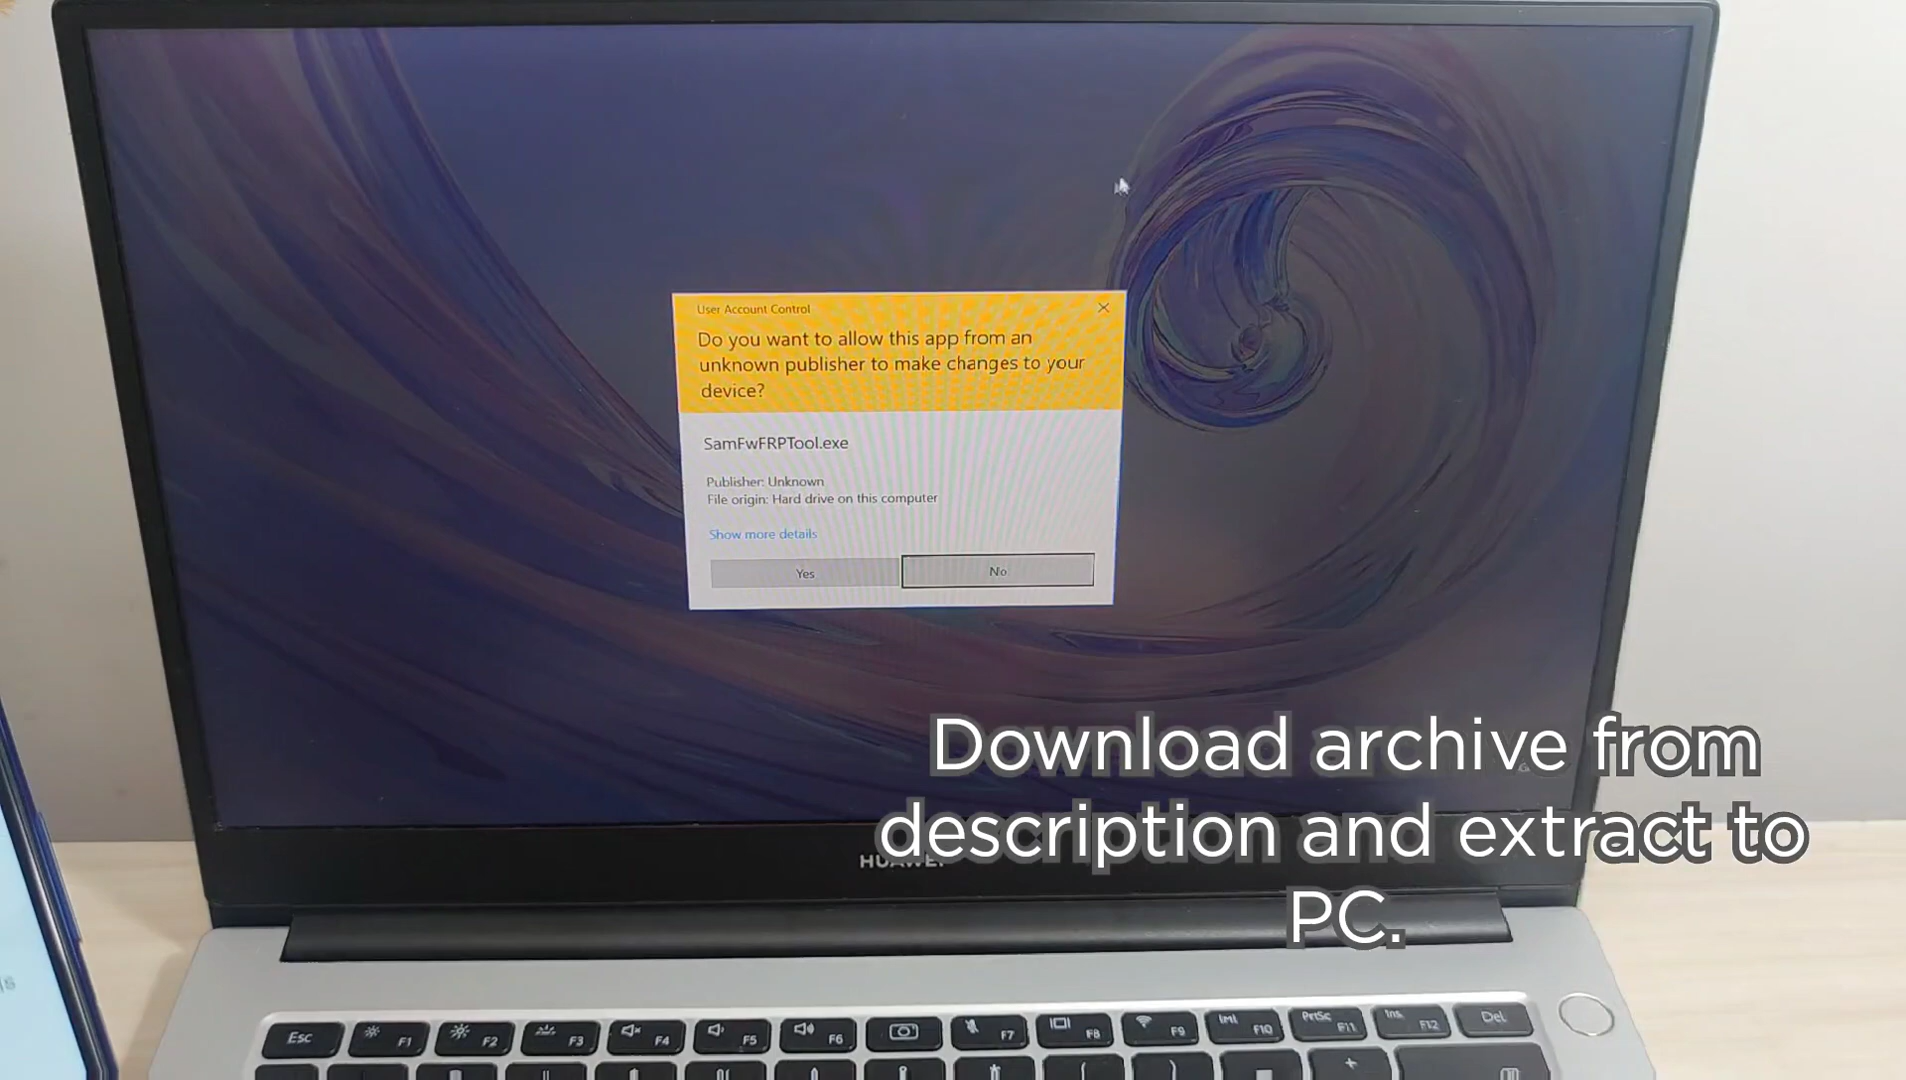 User Account Control
Do you want to allow this app from an
unknown publisher to make changes to your
device?
SamFwFRPTool.exe
Publisher: Unknown
File origin: Hard drive on this computer
Show more details
Yes
No
Download archive from
description and extract to
PC.
HUAWEI
Esc F1 F2 F3 F4 F5 F6 F7 F8 F9 F10 PrtSc F11 Ins F12 Del